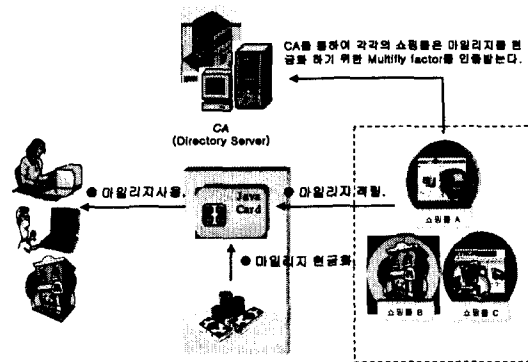 CA를 통하여 각각의 쇼핑몰은 마일리지를 현
금화 하기 위한 Multifly factor를 인증받는다.
CA
(Directory Server)
● 마일리지사용.
Java
Card
● 마일리지 적립.
쇼핑몰 A
● 마일리지 현금화
쇼핑몰 B
쇼핑몰 C